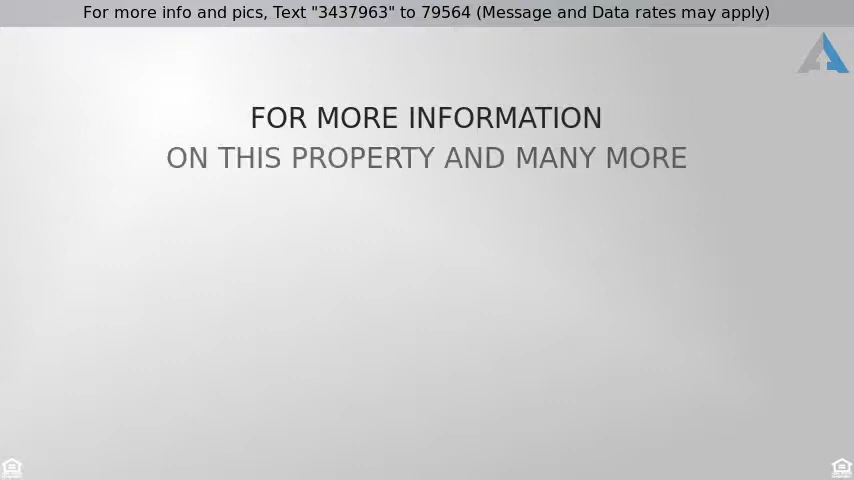 For more info and pics, Text "3437963" to 79564 (Message and Data rates may apply)
FOR MORE INFORMATION
ON THIS PROPERTY AND MANY MORE